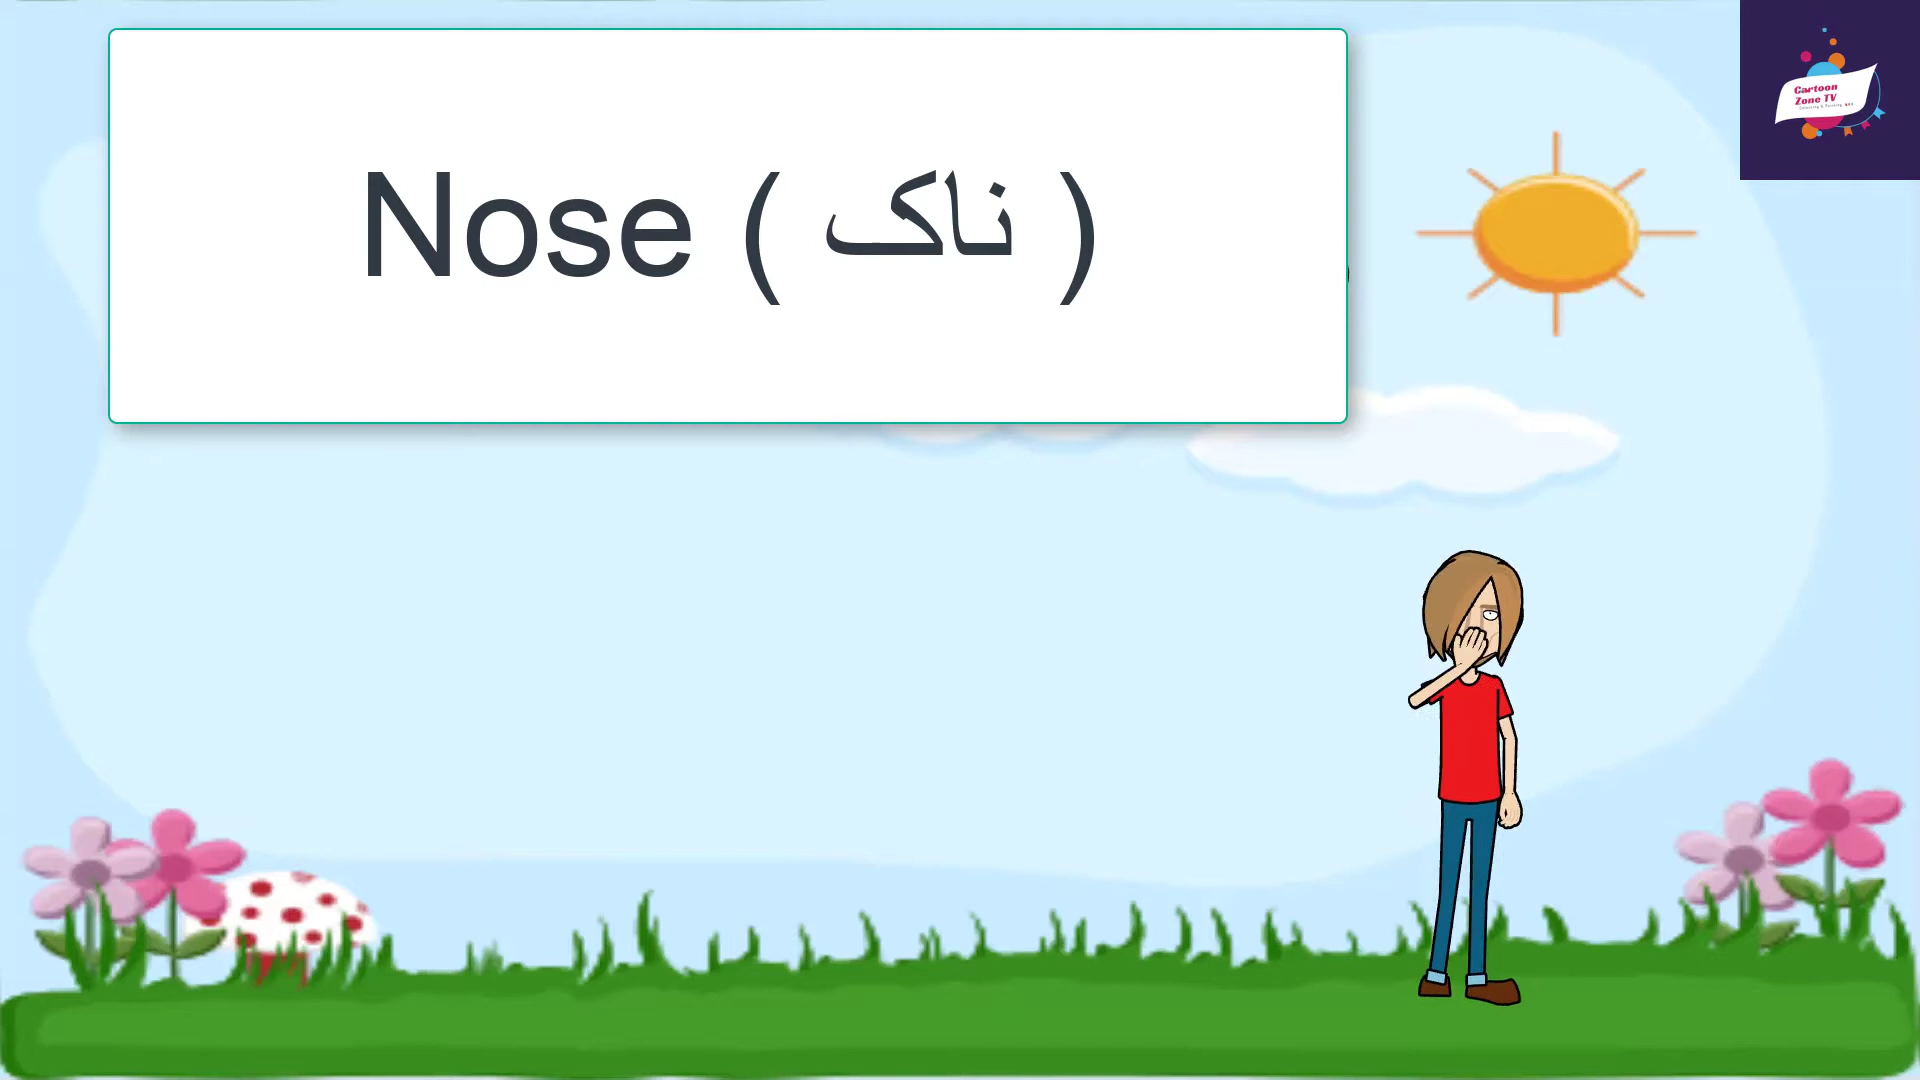 Nose ( ناک )
Cartoon
Zone TV